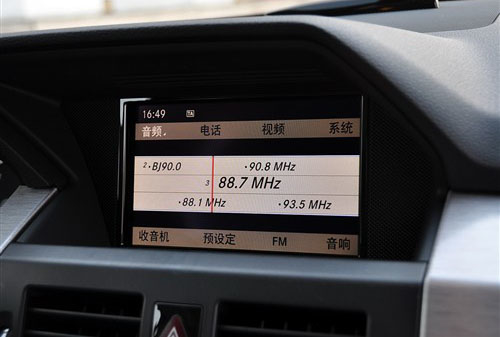 16:49 TA
音频 电话 视频 系统
2·BJ90.0 ·90.8 MHz
3 88.7 MHz
·88.1 MHz ·93.5 MHz
收音机 预设定 FM 音响